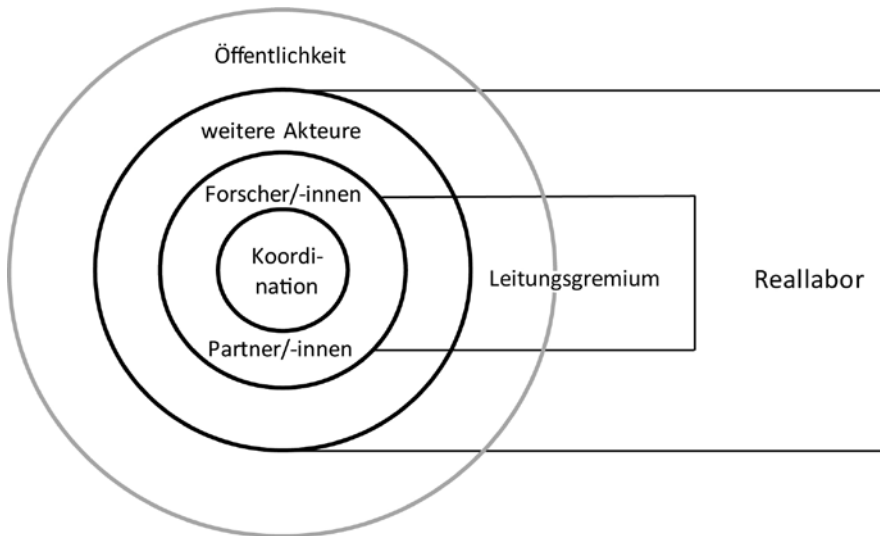 Öffentlichkeit
weitere Akteure
Forscher/-innen
Koordi-
nation
Partner/-innen
Leitungsgremium
Reallabor